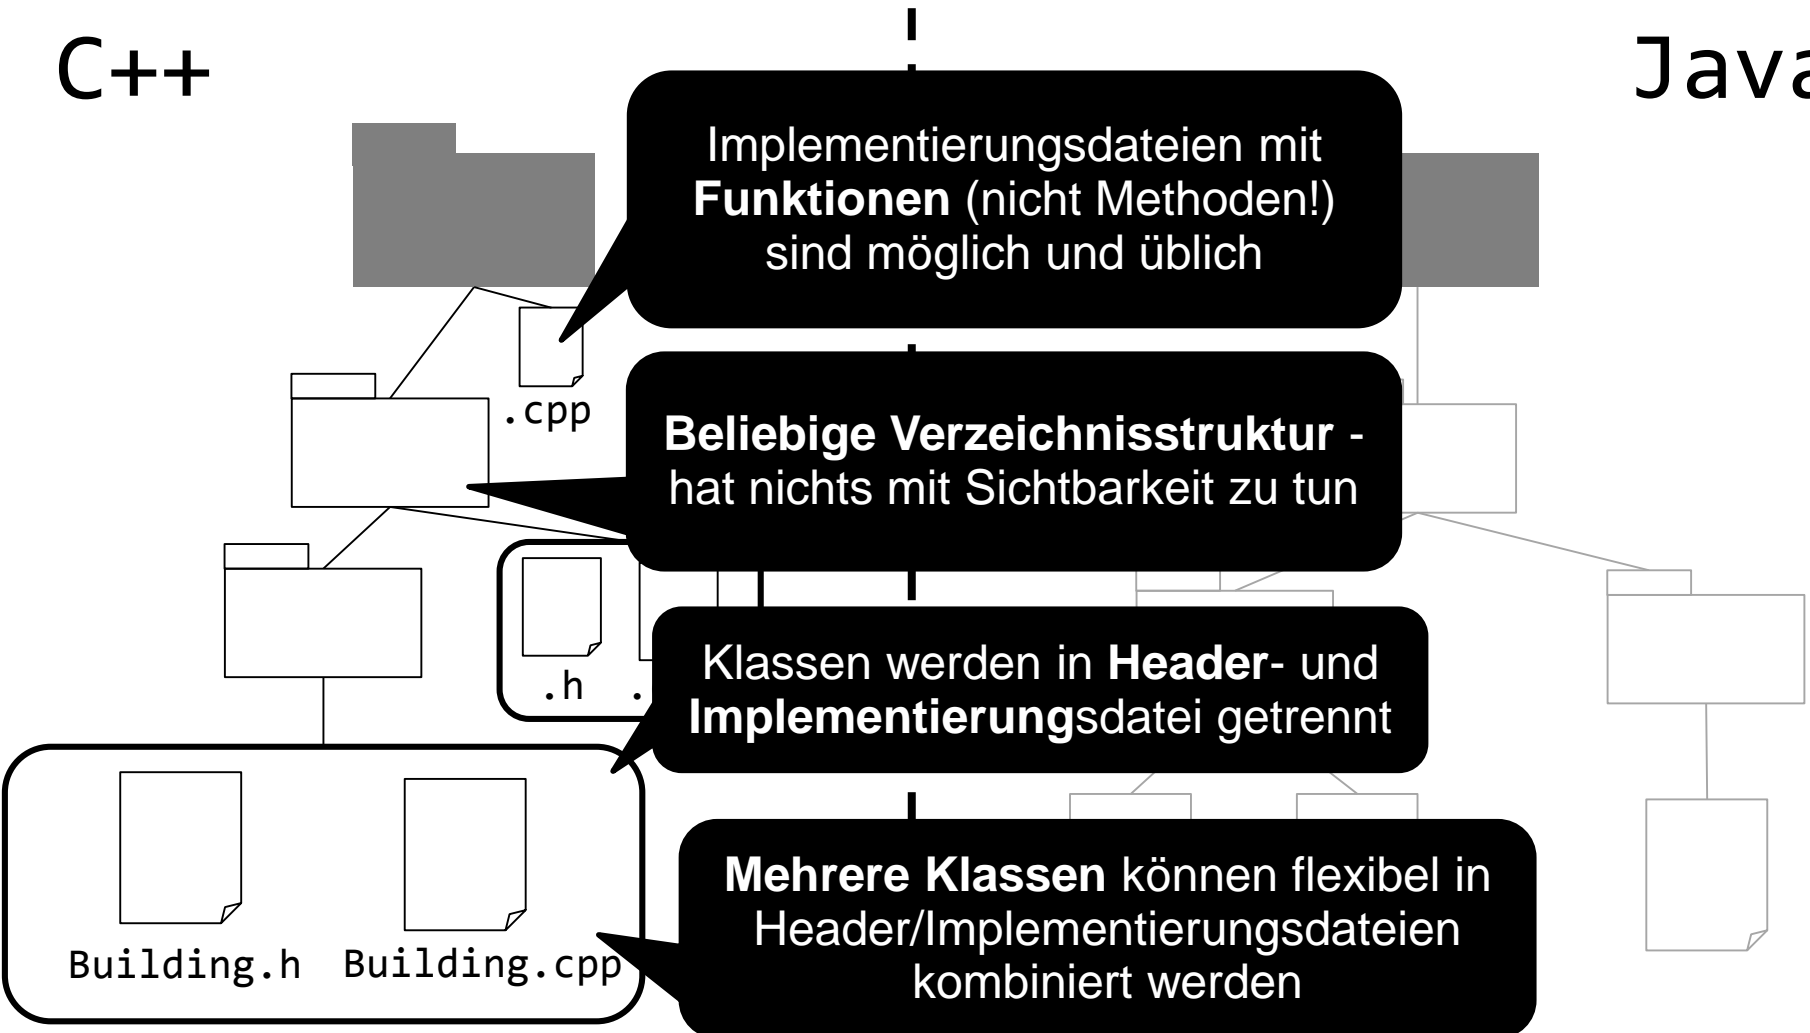 C++
Java
Implementierungsdateien mit
Funktionen (nicht Methoden!)
sind möglich und üblich
.cpp
Beliebige Verzeichnisstruktur -
hat nichts mit Sichtbarkeit zu tun
.h .
Klassen werden in Header- und
Implementierungsdatei getrennt
Mehrere Klassen können flexibel in
Header/Implementierungsdateien
kombiniert werden
Building.h Building.cpp